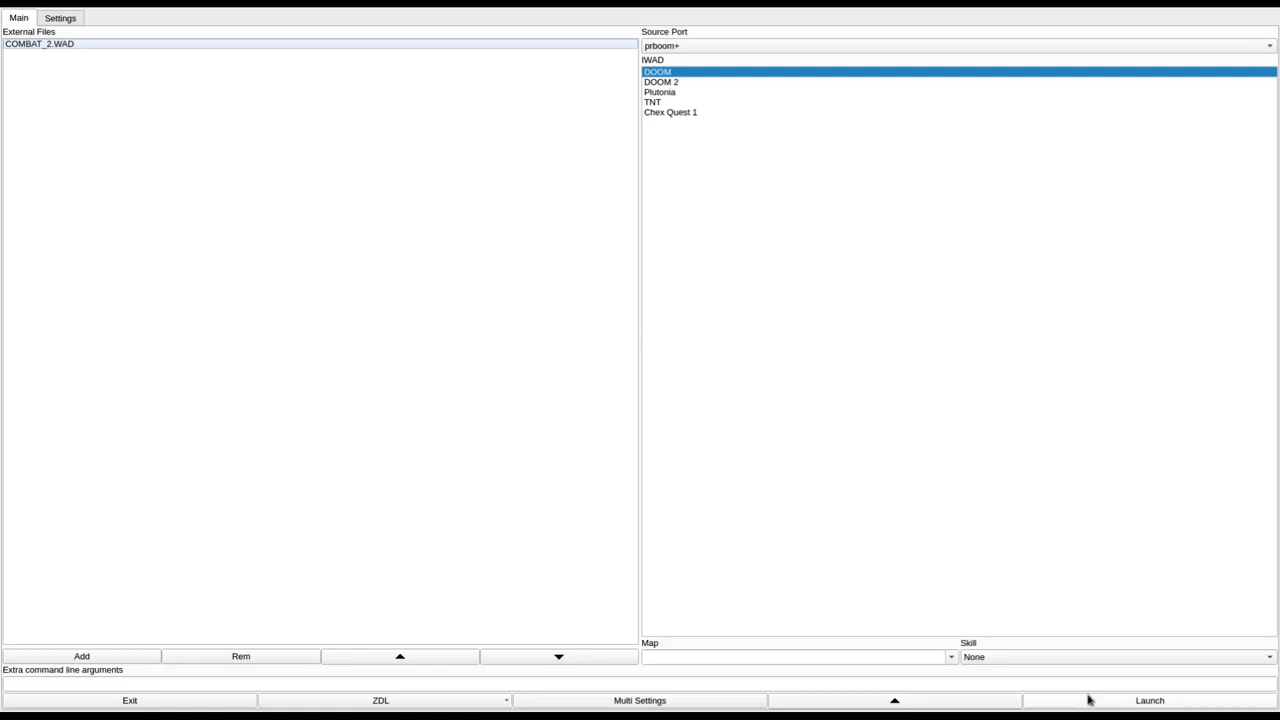 Main Settings
External Files
COMBAT_2.WAD
Source Port
prboom+
IWAD
DOOM
DOOM 2
Plutonia
TNT
Chex Quest 1
Map
Skill
None
Add Rem
Extra command line arguments
Exit ZDL Multi Settings Launch